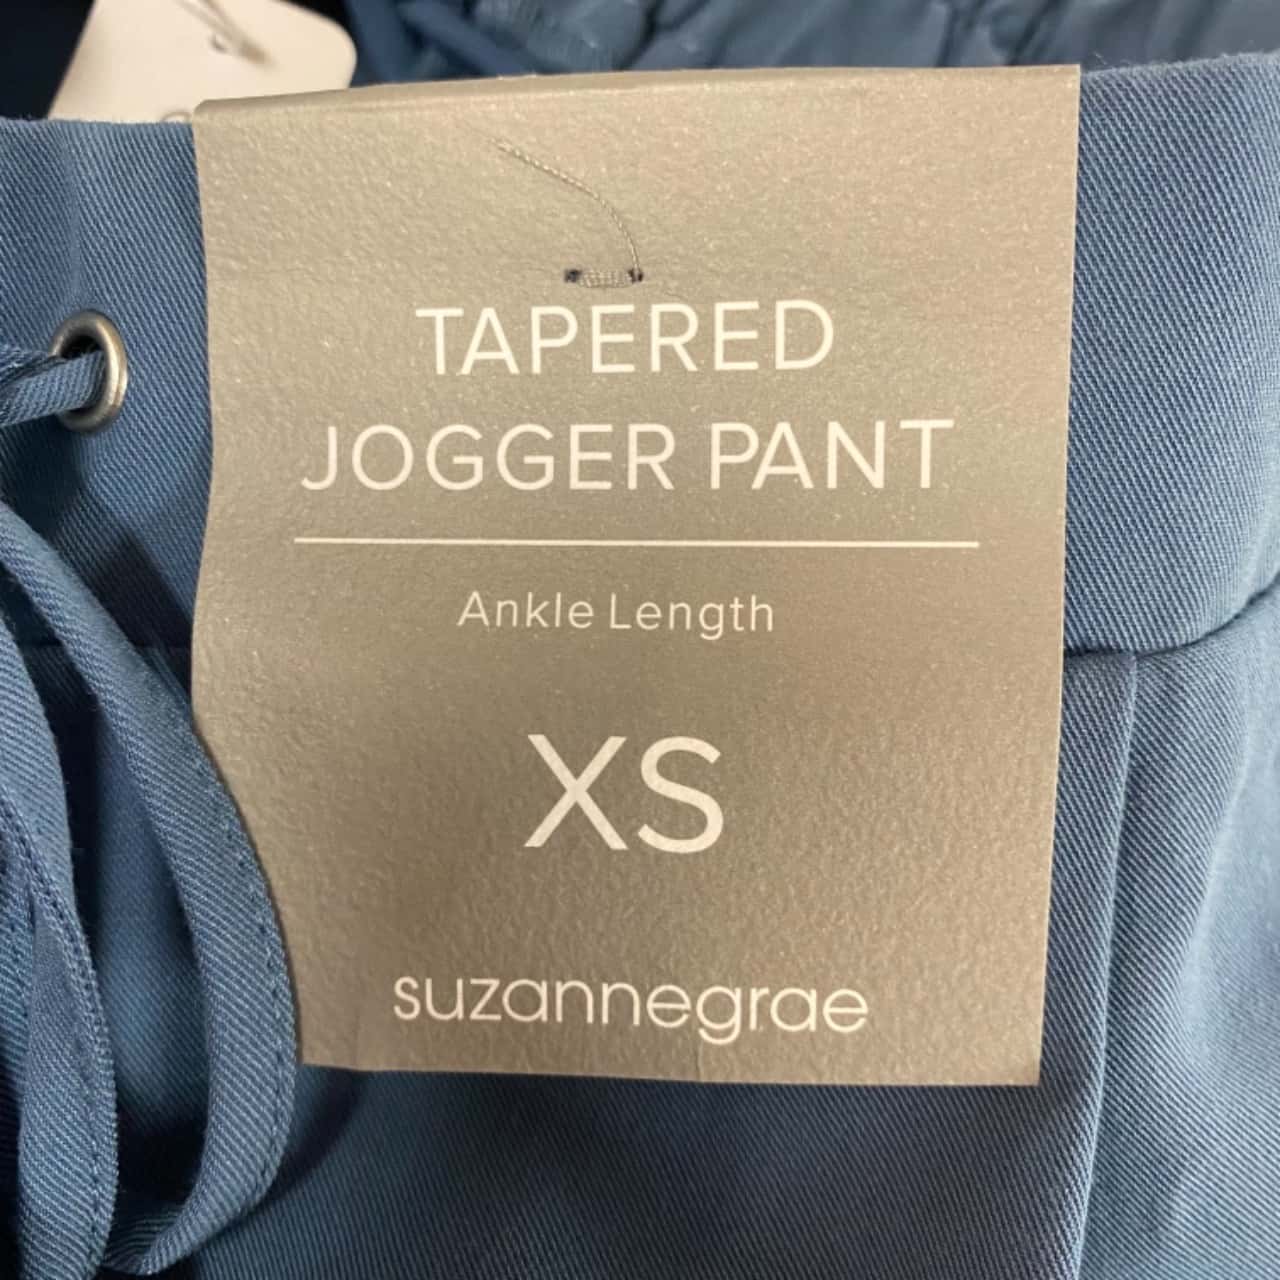 TAPERED
JOGGER PANT
Ankle Length
XS
suzannegrae